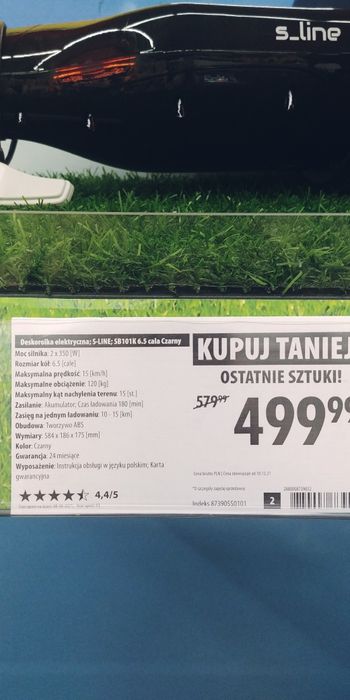 s_line
Deskorolka elektryczna; S-LINE; SB101K 6.5 cala Czarny
Moc silnika: 2 x 350 [W]
Rozmiar kół: 6.5 [cale]
Maksymalna prędkość: 15 [km/h]
Maksymalne obciążenie: 120 [kg]
Maksymalny kąt nachylenia terenu: 15 [st.]
Zasilanie: Akumulator; Czas ładowania 180 [min]
Zasięg na jednym ładowaniu: 10 - 15 [km]
Obudowa: Tworzywo ABS
Wymiary: 584 x 186 x 175 [mm]
Kolor: Czarny
Gwarancja: 24 miesiące
Wyposażenie: Instrukcja obsługi w języku polskim; Karta
gwarancyjna
4,4/5
KUPUJ TANIEJ
OSTATNIE SZTUKI!
57999
49999
Indeks 87390550101
2